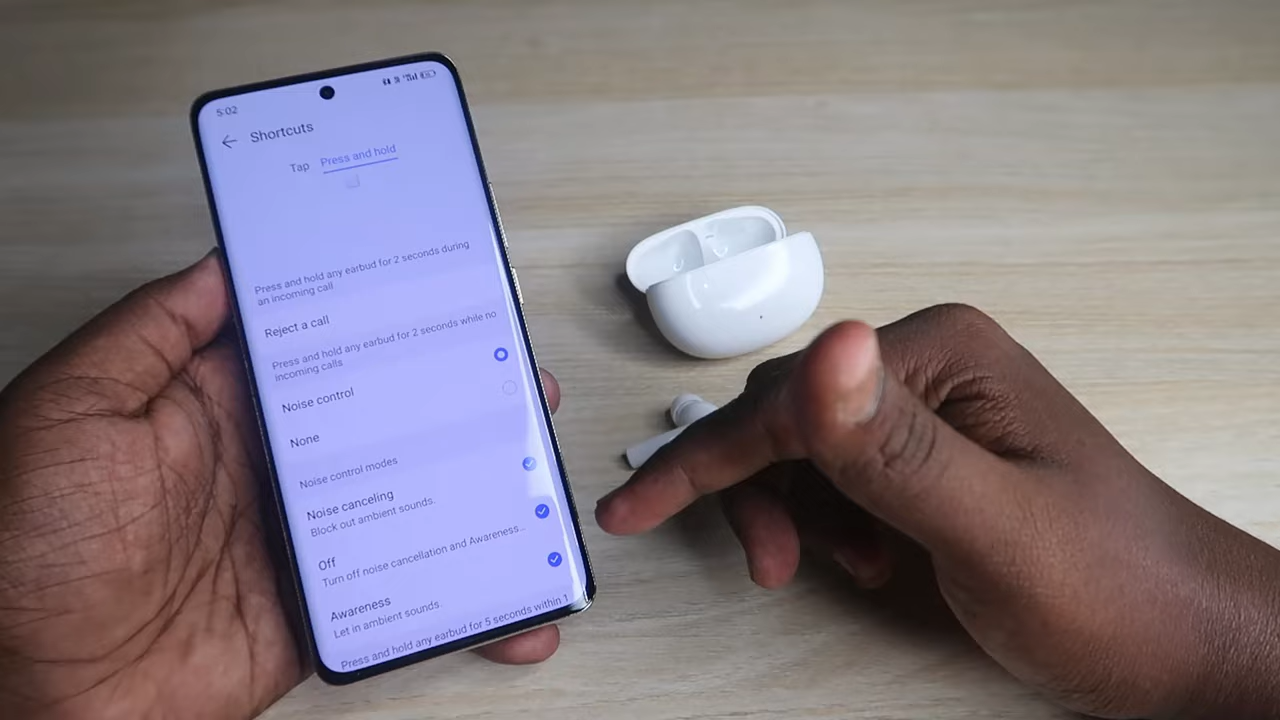 5:02
Shortcuts
Tap Press and hold
Press and hold any earbud for 2 seconds during
an incoming call
Reject a call
Press and hold any earbud for 2 seconds while no
incoming calls
Noise control
None
Noise control modes
Noise canceling
Block out ambient sounds.
Off
Turn off noise cancellation and Awareness...
Awareness
Let in ambient sounds.
Press and hold any earbud for 5 seconds within 1